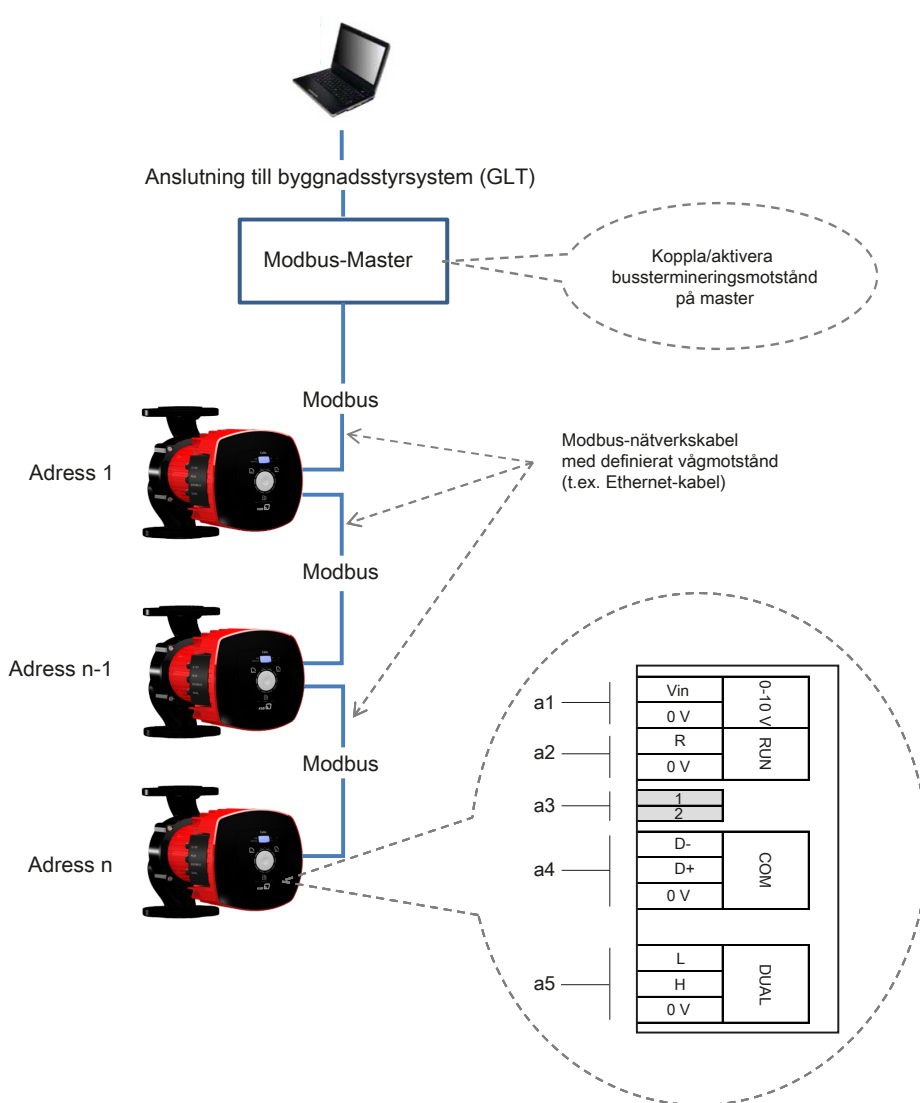 Anslutning till byggnadsstyrsystem (GLT)
Modbus-Master
Koppla/aktivera
busstermineringsmotstånd
på master
Modbus
Adress 1
Modbus-nätverkskabel
med definierat vågmotstånd
(t.ex. Ethernet-kabel)
Modbus
Adress n-1
Modbus
Adress n
a1
Vin
0 V
0-10 V
a2
R
0 V
RUN
a3
1
2
a4
D-
D+
0 V
COM
a5
L
H
0 V
DUAL